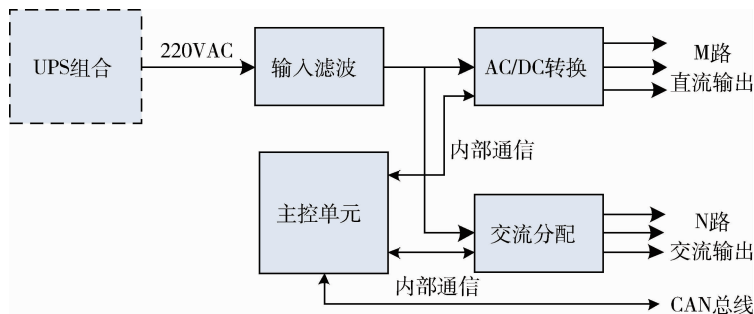 UPS组合
220VAC
输入滤波
AC/DC转换
M路
直流输出
内部通信
主控单元
交流分配
N路
交流输出
内部通信
CAN总线